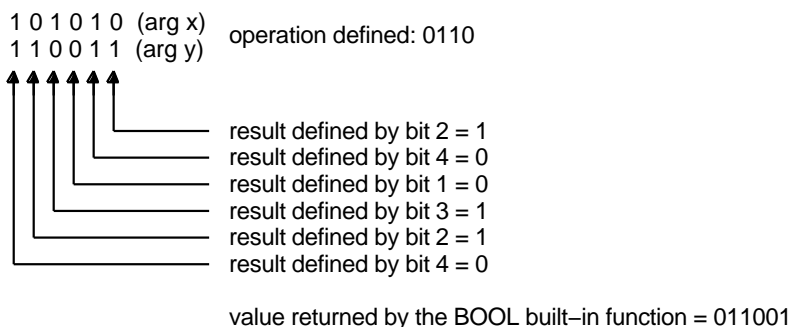 1 0 1 0 1 0 (arg x)
1 1 0 0 1 1 (arg y)
operation defined: 0110
result defined by bit 2 = 1
result defined by bit 4 = 0
result defined by bit 1 = 0
result defined by bit 3 = 1
result defined by bit 2 = 1
result defined by bit 4 = 0
value returned by the BOOL built−in function = 011001